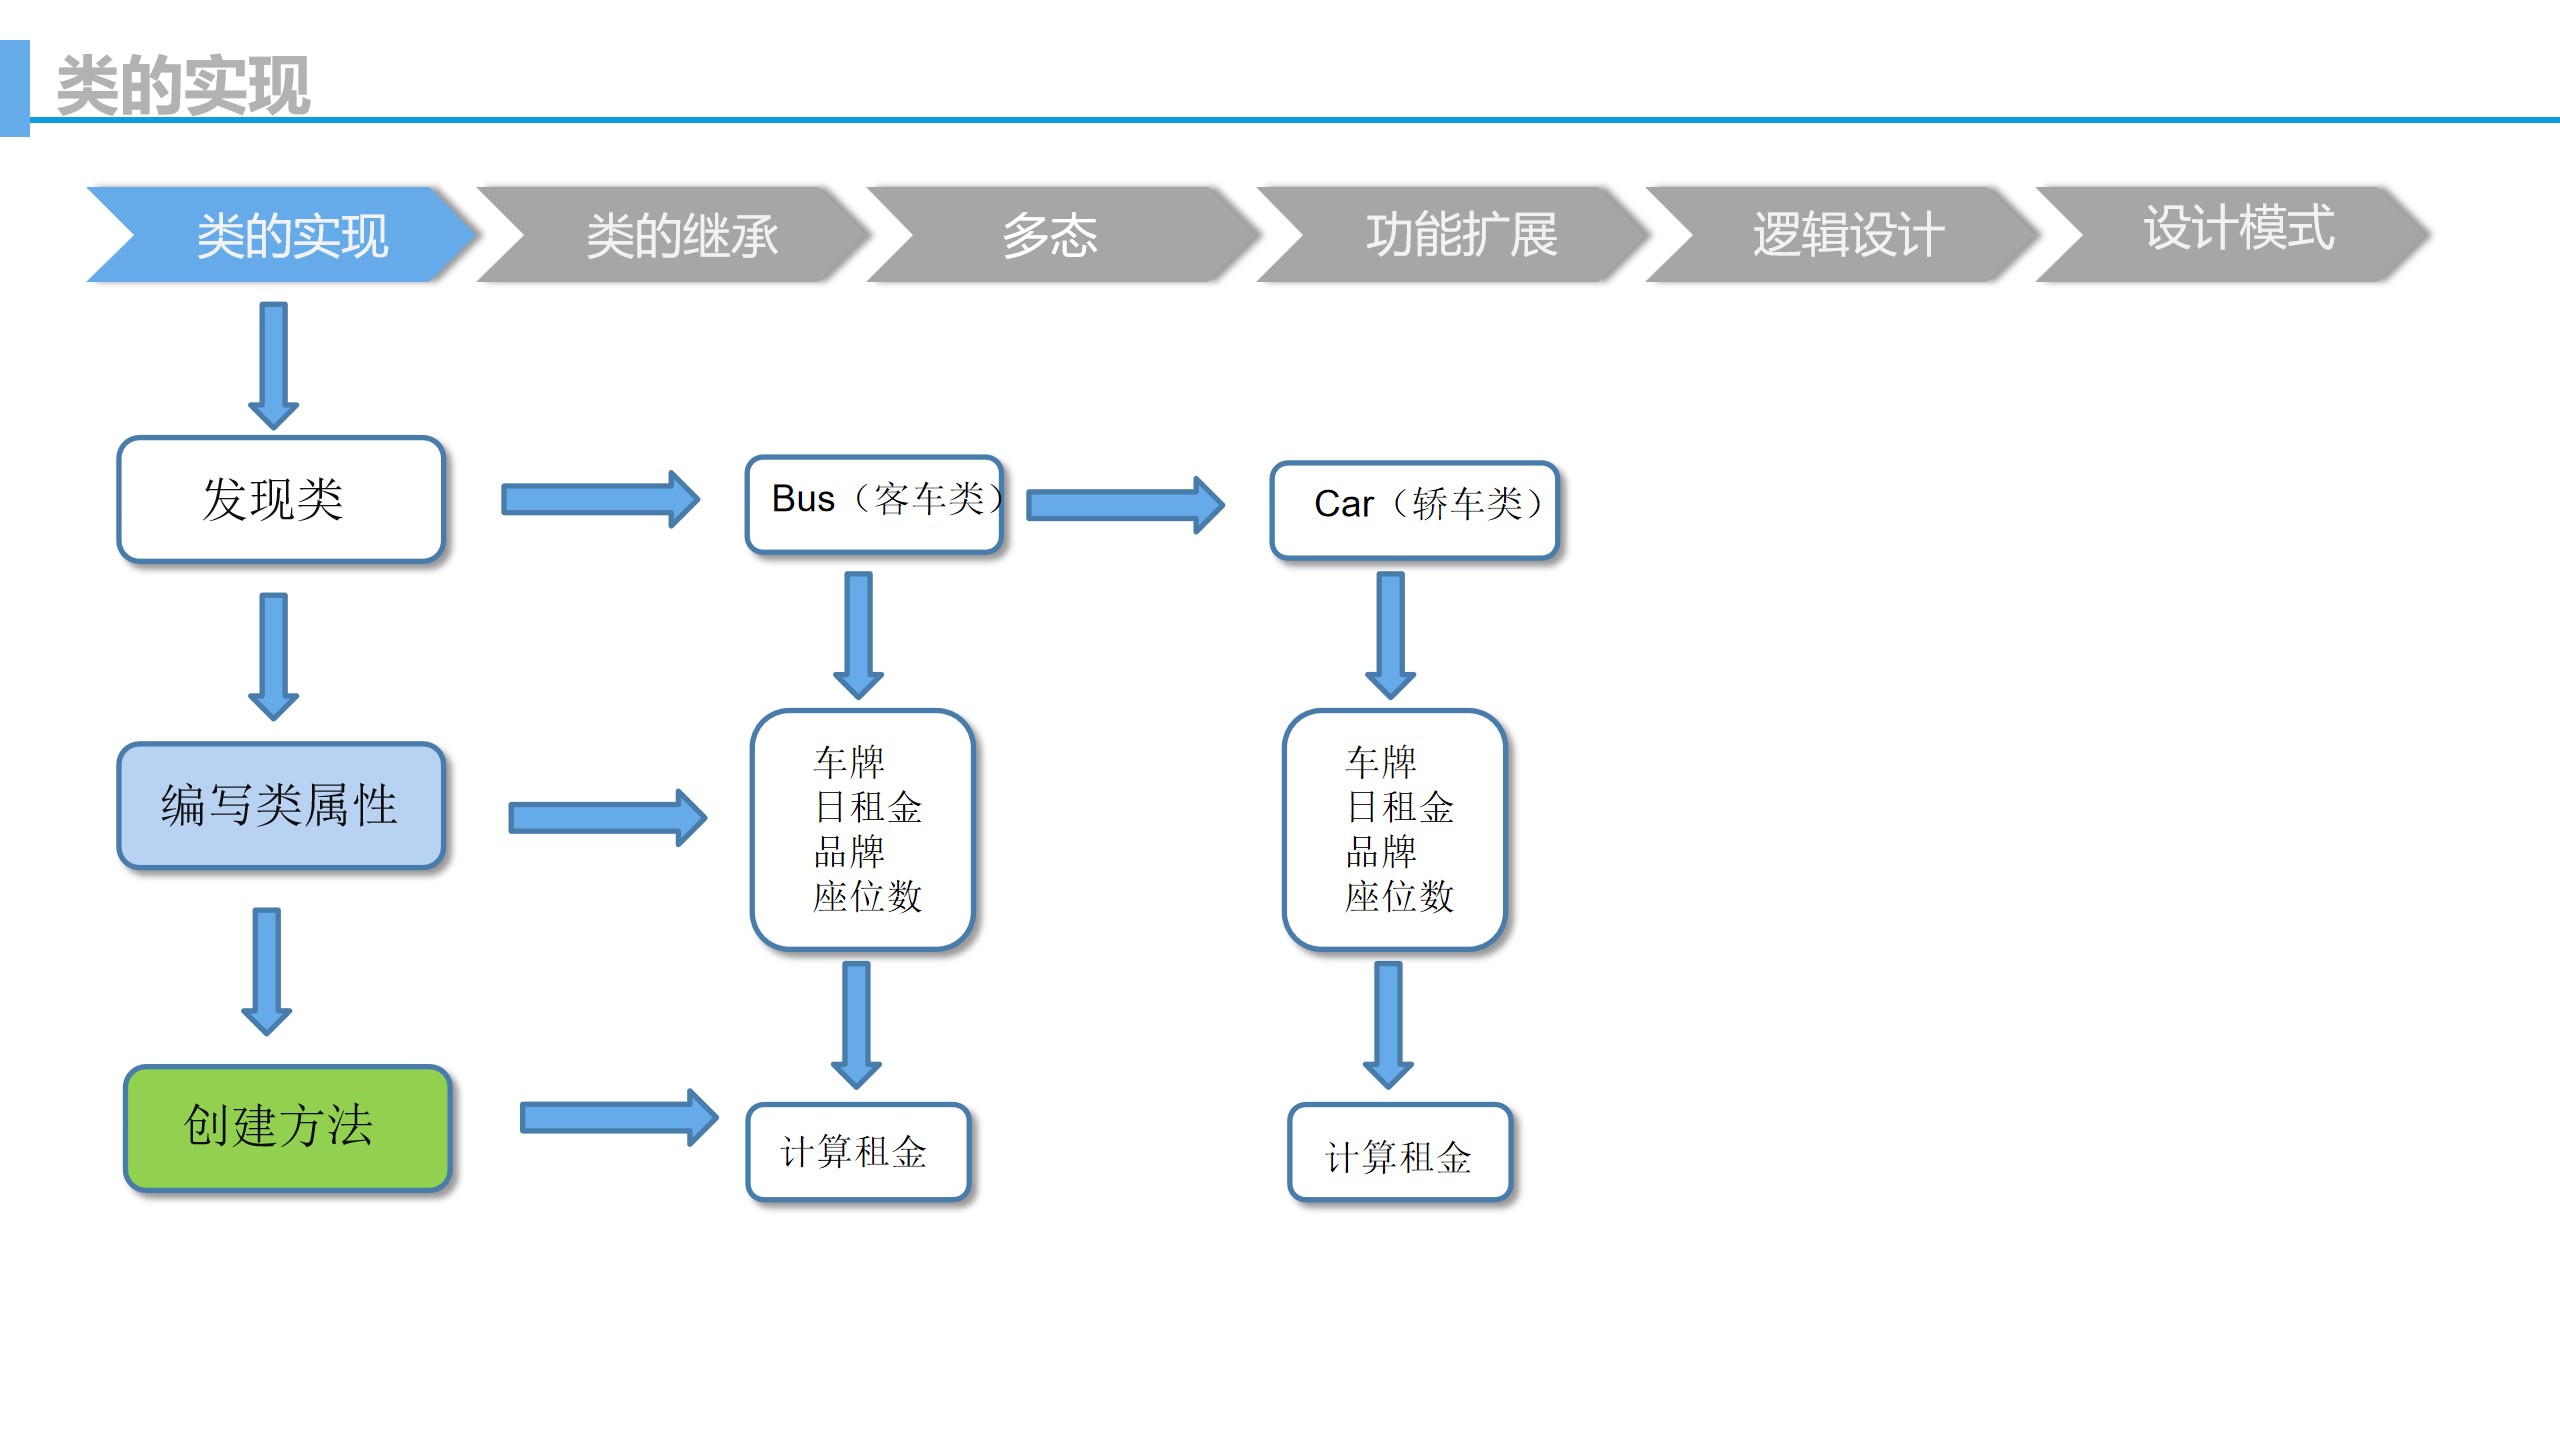 类的实现
类的实现
类的继承
多态
功能扩展
逻辑设计
设计模式
发现类
Bus（客车类）
Car（轿车类）
编写类属性
车牌
日租金
品牌
座位数
车牌
日租金
品牌
座位数
创建方法
计算租金
计算租金